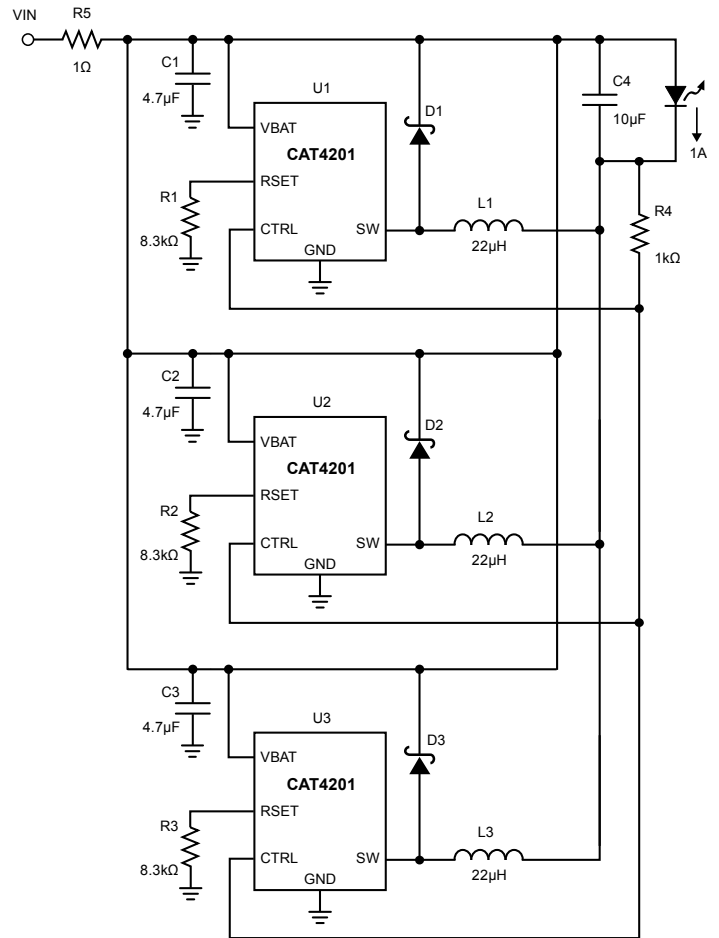 VIN
R5
1Ω
C1
4.7µF
U1
VBAT
CAT4201
RSET
CTRL
SW
GND
R1
8.3kΩ
D1
L1
22µH
C4
10µF
1A
R4
1kΩ
C2
4.7µF
U2
VBAT
CAT4201
RSET
CTRL
SW
GND
R2
8.3kΩ
D2
L2
22µH
C3
4.7µF
U3
VBAT
CAT4201
RSET
CTRL
SW
GND
R3
8.3kΩ
D3
L3
22µH